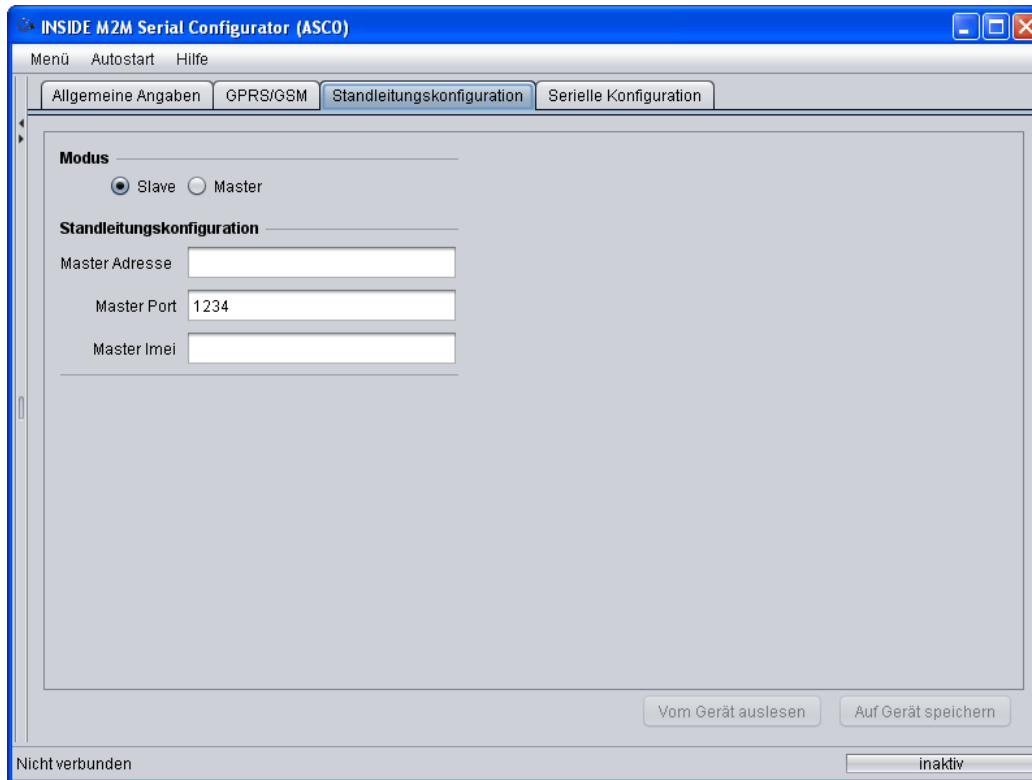 INSIDE M2M Serial Configurator (ASCO)
Menü Autostart Hilfe
Allgemeine Angaben GPRS/GSM Standleitungskonfiguration Serielle Konfiguration
Modus
Slave Master
Standleitungskonfiguration
Master Adresse
Master Port 1234
Master Imei
Vom Gerät auslesen Auf Gerät speichern
Nicht verbunden inaktiv